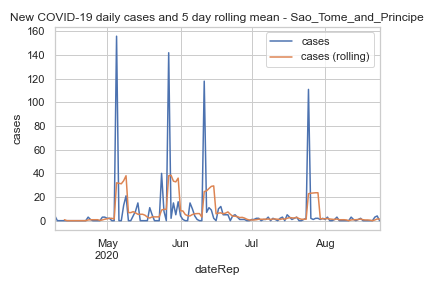 New COVID-19 daily cases and 5 day rolling mean - Sao_Tome_and_Principe
160
140
120
100
80
60
40
20
0
cases
cases
cases (rolling)
May
2020
Jun
Jul
Aug
dateRep